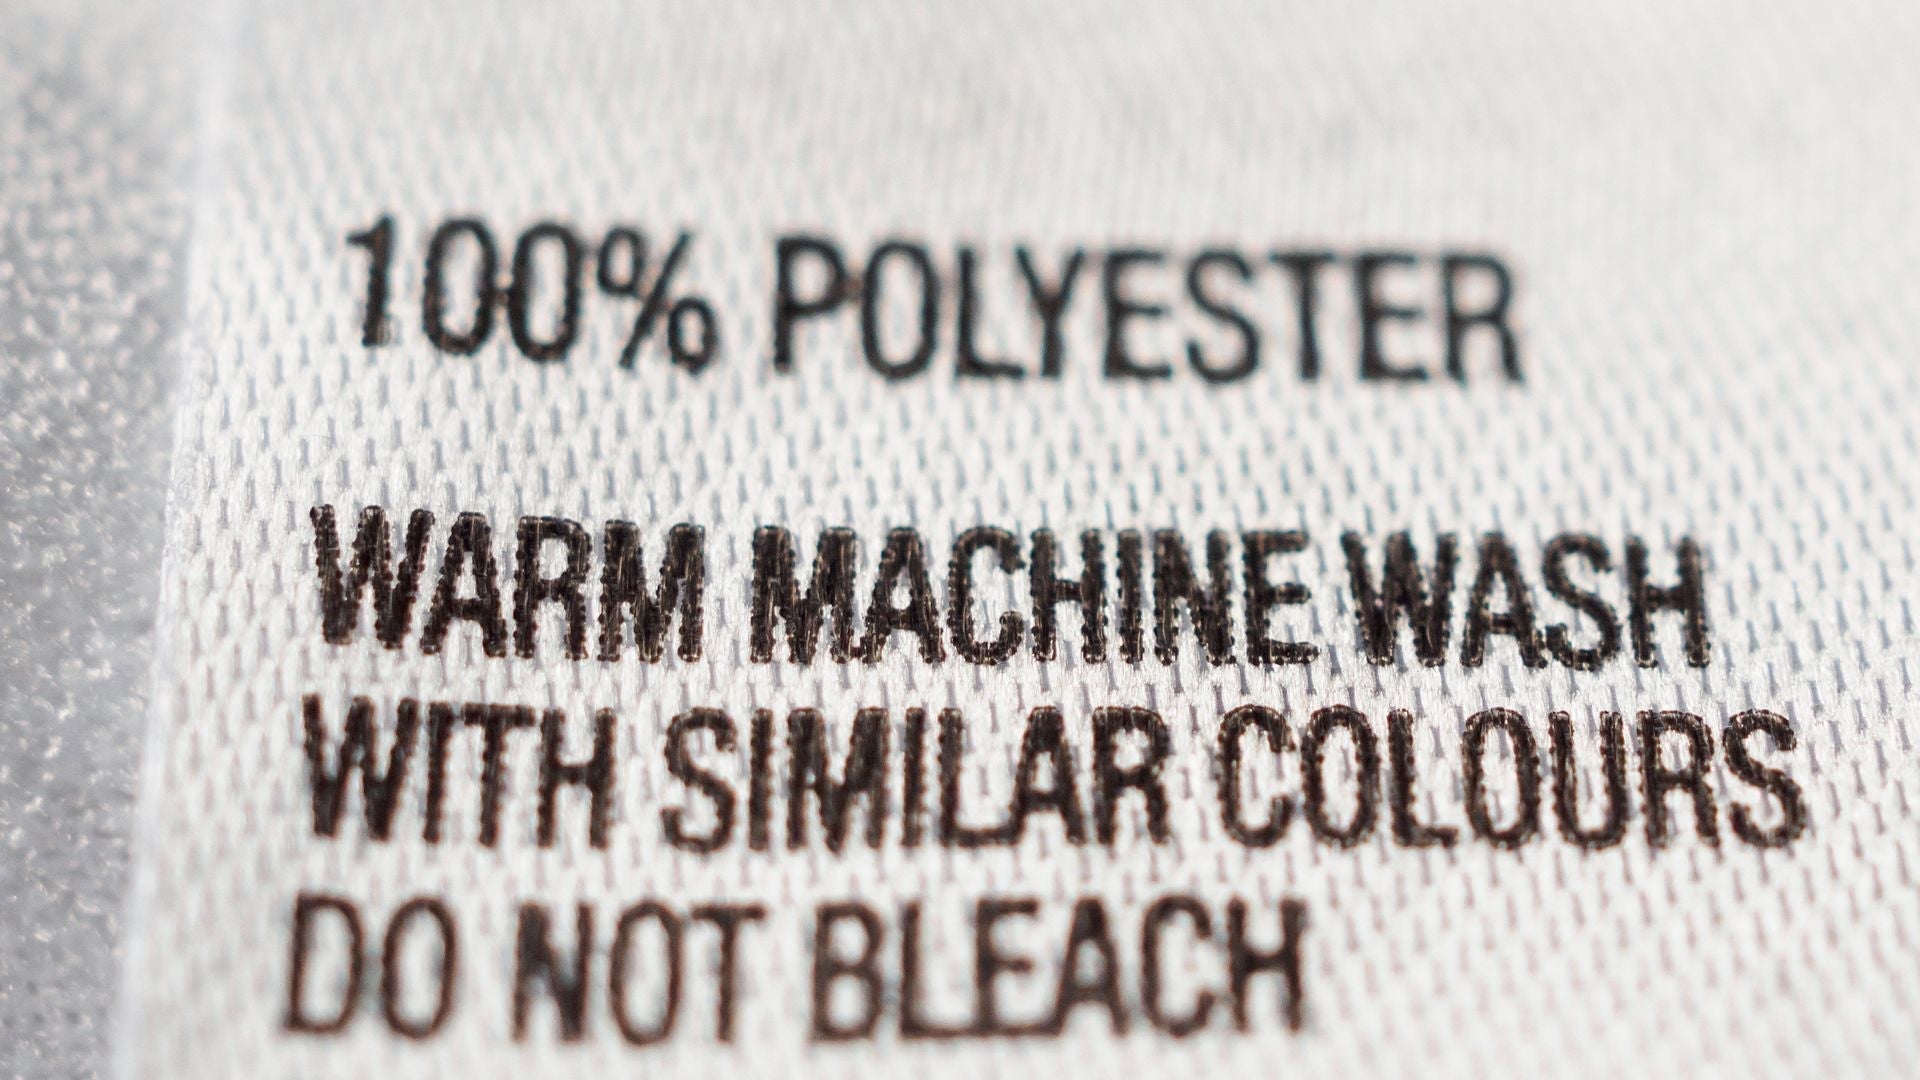 100% POLYESTER
WARM MACHINE WASH
WITH SIMILAR COLOURS
DO NOT BLEACH